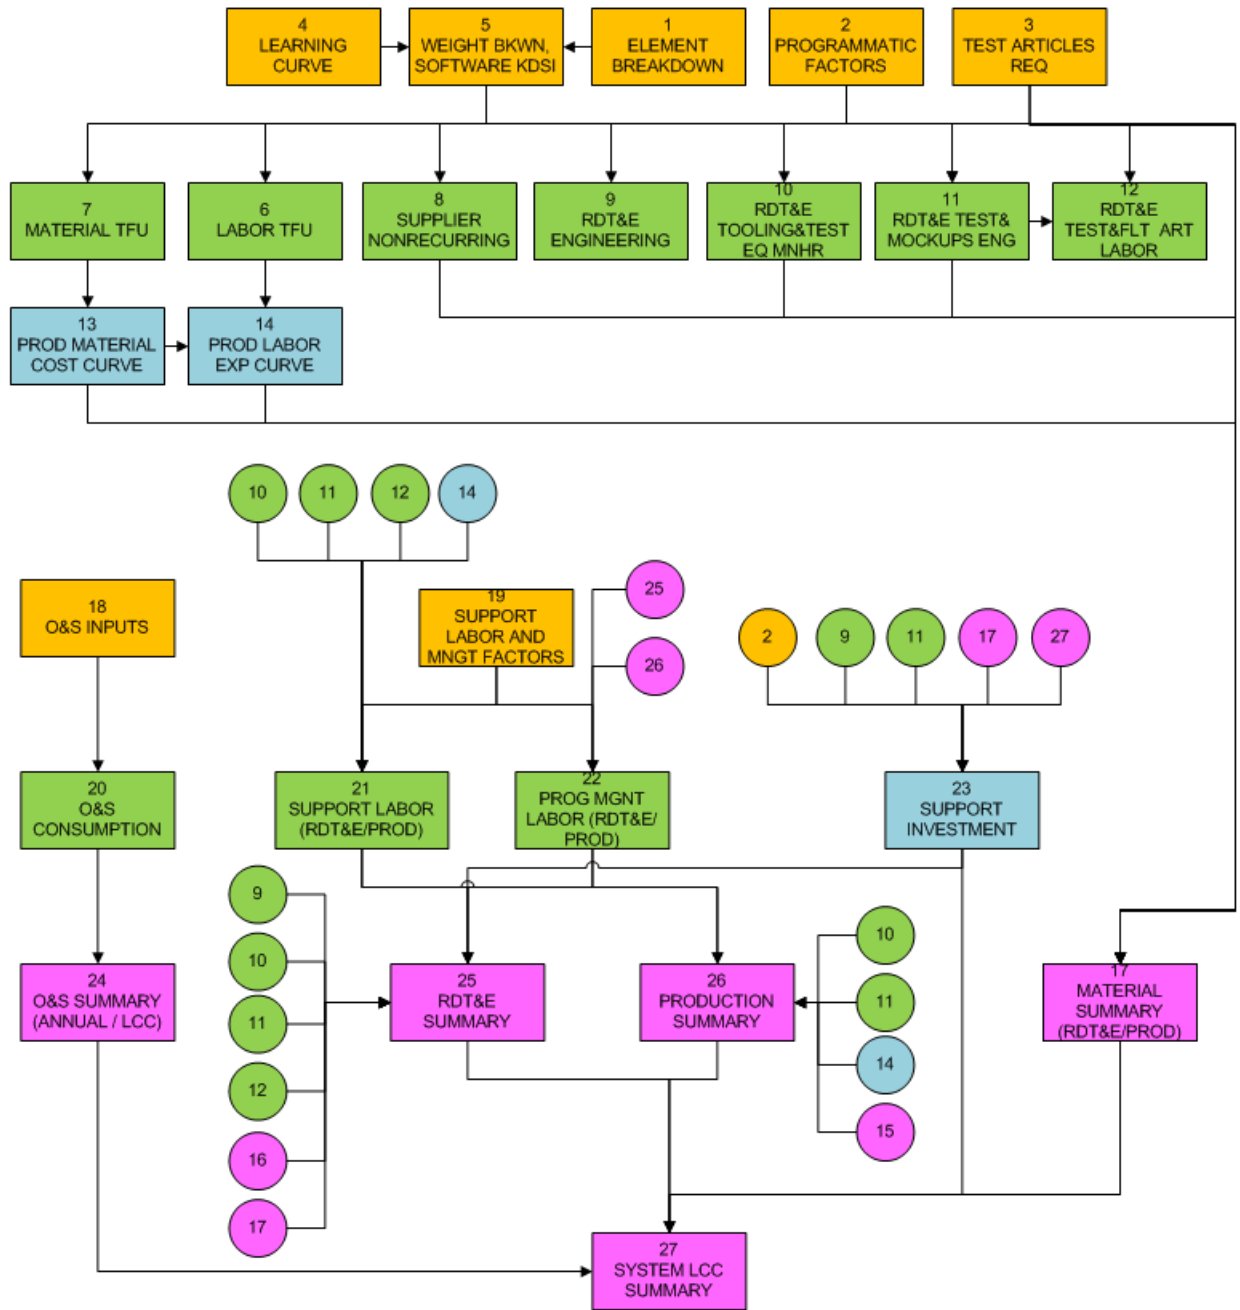 4
LEARNING
CURVE
5
WEIGHT BKWN,
SOFTWARE KDSI
1
ELEMENT
BREAKDOWN
2
PROGRAMMATIC
FACTORS
3
TEST ARTICLES
REQ
7
MATERIAL TFU
6
LABOR TFU
8
SUPPLIER
NONRECURRING
9
RDT&E
ENGINEERING
10
RDT&E
TOOLING&TEST
EQ MNHR
11
RDT&E TEST&
MOCKUPS ENG
12
RDT&E
TEST&FLT ART
LABOR
13
PROD MATERIAL
COST CURVE
14
PROD LABOR
EXP CURVE
10
11
12
14
18
O&S INPUTS
19
SUPPORT
LABOR AND
MNGT FACTORS
25
26
2
9
11
17
27
20
O&S
CONSUMPTION
21
SUPPORT LABOR
(RDT&E/PROD)
22
PROG MGNT
LABOR (RDT&E/
PROD)
23
SUPPORT
INVESTMENT
9
10
11
12
16
17
24
O&S SUMMARY
(ANNUAL / LCC)
25
RDT&E
SUMMARY
26
PRODUCTION
SUMMARY
10
11
14
15
17
MATERIAL
SUMMARY
(RDT&E/PROD)
27
SYSTEM LCC
SUMMARY